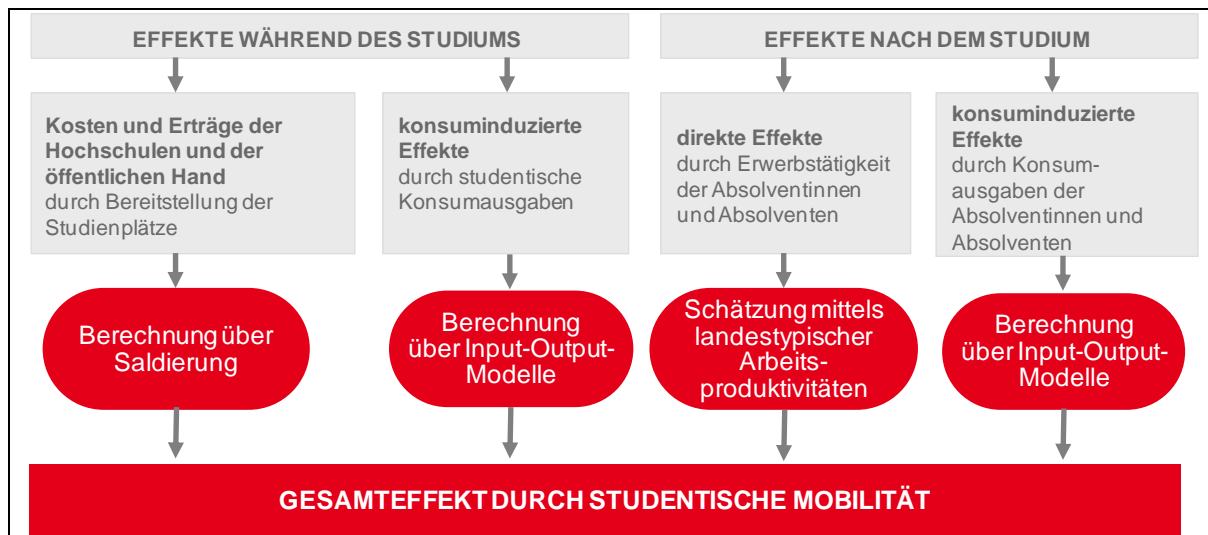 EFFEKTE WÄHREND DES STUDIUMS
EFFEKTE NACH DEM STUDIUM
Kosten und Erträge der
Hochschulen und der
öffentlichen Hand
durch Bereitstellung der
Studienplätze
konsuminduzierte
Effekte
durch studentische
Konsumausgaben
direkte Effekte
durch Erwerbstätigkeit
der Absolventinnen
und Absolventen
konsuminduzierte
Effekte
durch Konsum-
ausgaben der
Absolventinnen und
Absolventen
Berechnung über
Saldierung
Berechnung
über Input-Output-
Modelle
Schätzung mittels
landestypischer
Arbeits-
produktivitäten
Berechnung
über Input-Output-
Modelle
GESAMTEFFEKT DURCH STUDENTISCHE MOBILITÄT